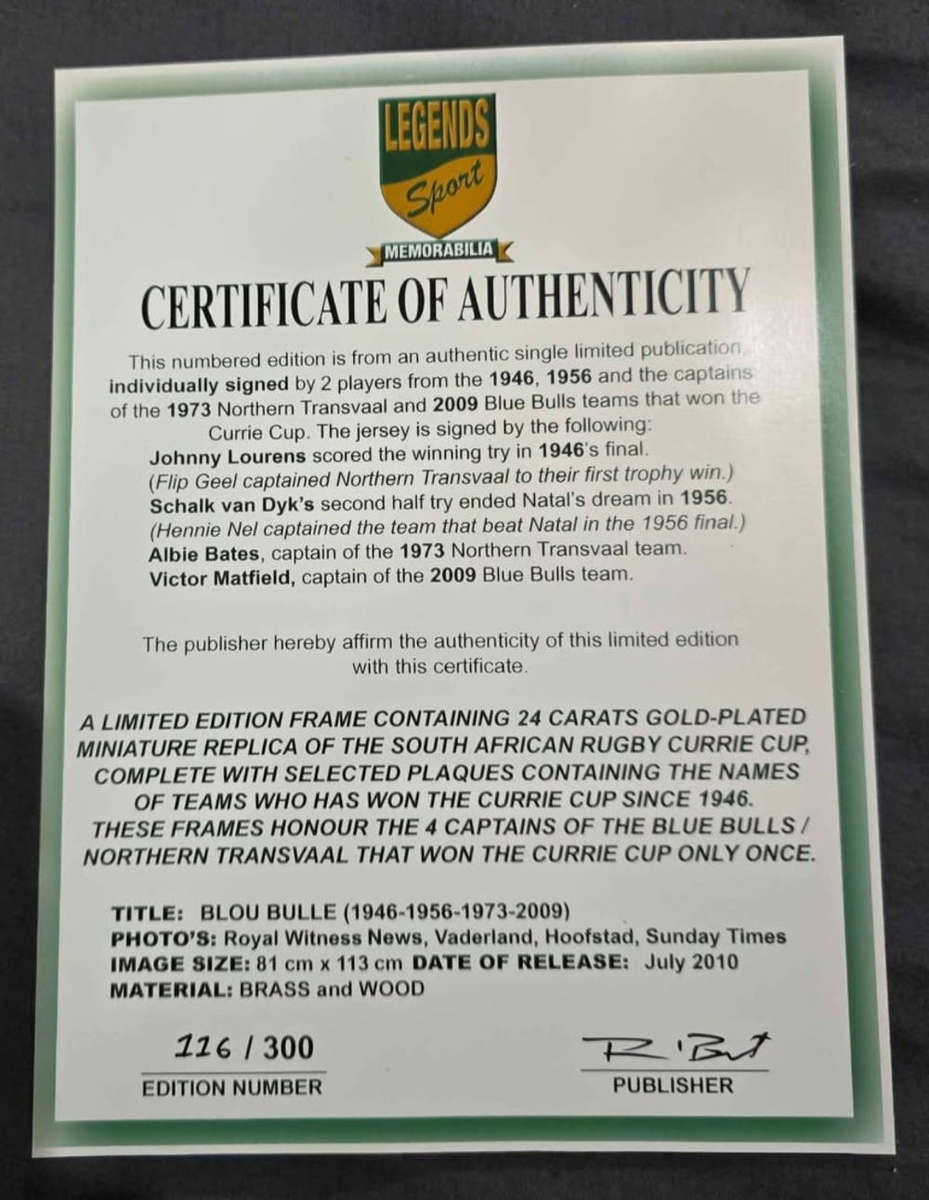 LEGENDS
Sport
MEMORABILIA
CERTIFICATE OF AUTHENTICITY
This numbered edition is from an authentic single limited publication,
individually signed by 2 players from the 1946, 1956 and the captains
of the 1973 Northern Transvaal and 2009 Blue Bulls teams that won the
Currie Cup. The jersey is signed by the following:
Johnny Lourens scored the winning try in 1946's final.
(Flip Geel captained Northern Transvaal to their first trophy win.)
Schalk van Dyk's second half try ended Natal's dream in 1956.
(Hennie Nel captained the team that beat Natal in the 1956 final.)
Albie Bates, captain of the 1973 Northern Transvaal team.
Victor Matfield, captain of the 2009 Blue Bulls team.
The publisher hereby affirm the authenticity of this limited edition
with this certificate.
A LIMITED EDITION FRAME CONTAINING 24 CARATS GOLD-PLATED
MINIATURE REPLICA OF THE SOUTH AFRICAN RUGBY CURRIE CUP,
COMPLETE WITH SELECTED PLAQUES CONTAINING THE NAMES
OF TEAMS WHO HAS WON THE CURRIE CUP SINCE 1946.
THESE FRAMES HONOUR THE 4 CAPTAINS OF THE BLUE BULLS /
NORTHERN TRANSVAAL THAT WON THE CURRIE CUP ONLY ONCE.
TITLE: BLOU BULLE (1946-1956-1973-2009)
PHOTO'S: Royal Witness News, Vaderland, Hoofstad, Sunday Times
IMAGE SIZE: 81 cm x 113 cm DATE OF RELEASE: July 2010
MATERIAL: BRASS and WOOD
116 / 300
EDITION NUMBER
PUBLISHER